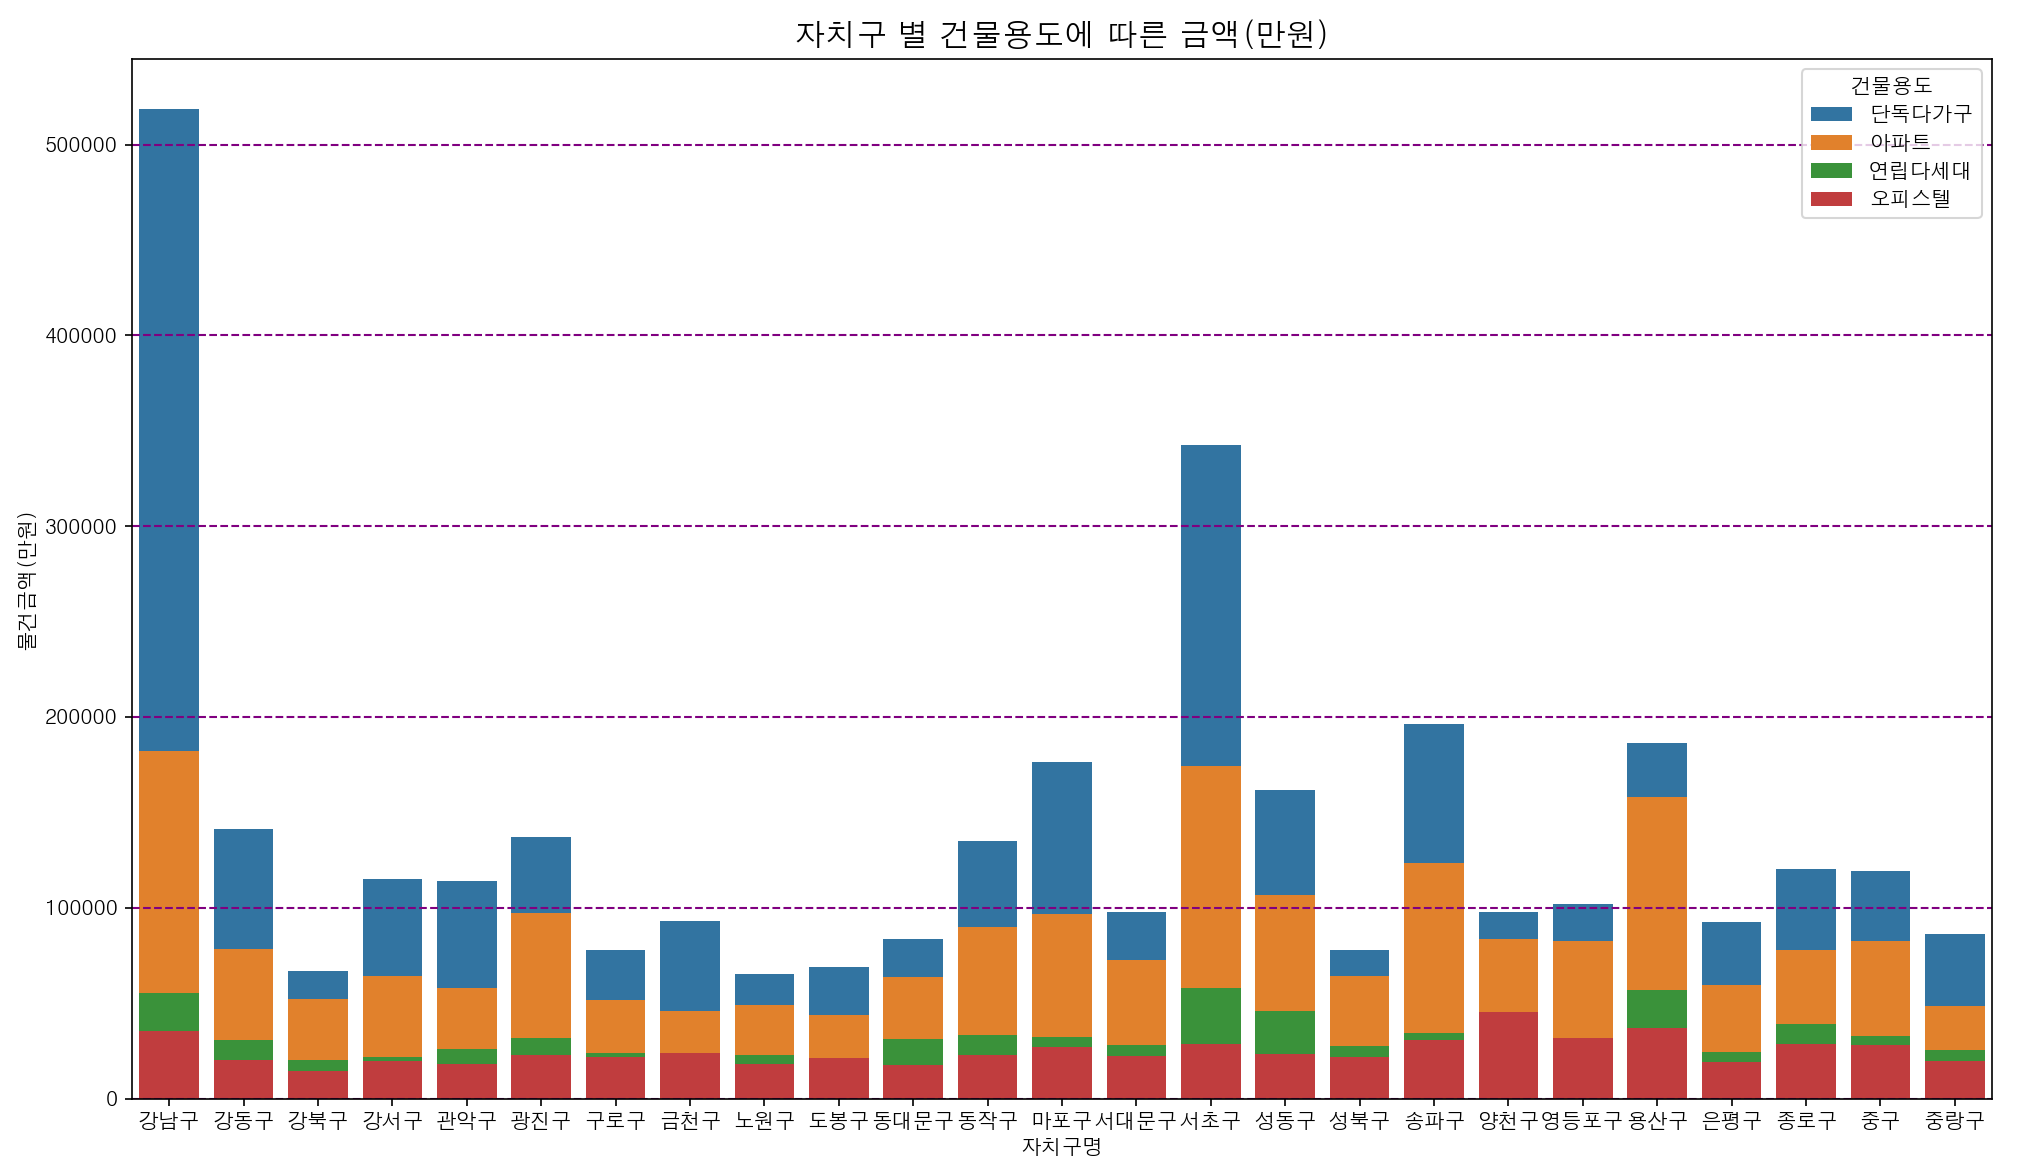 자치구 별 건물용도에 따른 금액(만원)
건물용도
단독다가구
아파트
연립다세대
오피스텔
물건금액(만원)
500000
400000
300000
200000
100000
0
강남구 강동구 강북구 강서구 관악구 광진구 구로구 금천구 노원구 도봉구 동대문구 동작구 마포구 서대문구 서초구 성동구 성북구 송파구 양천구 영등포구 용산구 은평구 종로구 중구 중랑구
자치구명